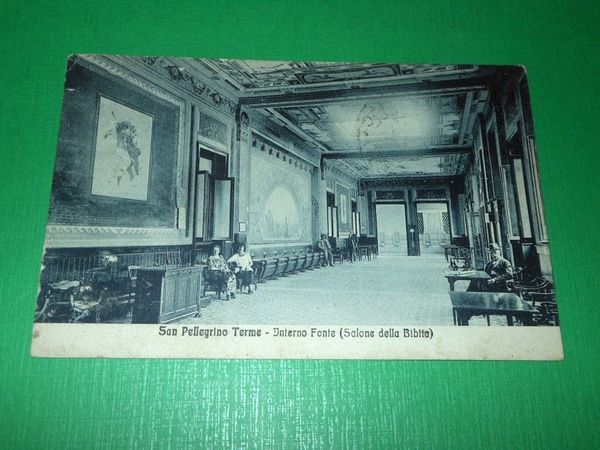 San Pellegrino Terme - Interno Fonte (Salone della Bibita)